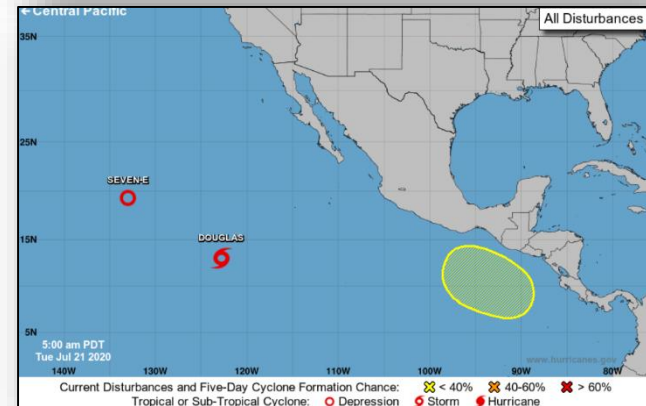 ← Central Pacific
All Disturbances
35N
25N
SEVEN-E
DOUGLAS
15N
5N
5:00 am PDT
Tue Jul 21 2020
www.hurricanes.gov
140W 130W 120W 110W 100W 90W 80W
Current Disturbances and Five-Day Cyclone Formation Chance: < 40% 40-60% > 60%
Tropical or Sub-Tropical Cyclone: Depression Storm Hurricane